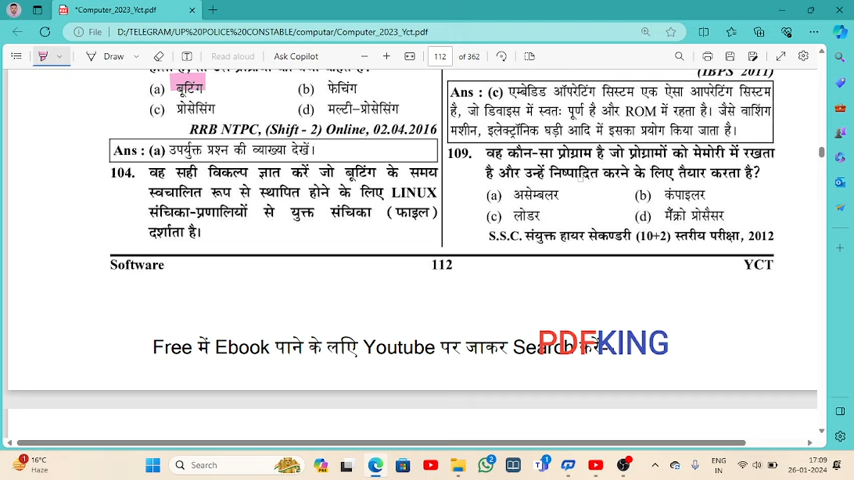 *Computer_2023_Yct.pdf
File
D:/TELEGRAM/UP%20POLICE%20CONSTABLE/computar/Computer_2023_Yct.pdf
Draw
Read aloud
Ask Copilot
112
of 362
(a) बूटिंग
(b) फेचिंग
(c) प्रोसेसिंग
(d) मल्टी-प्रोसेसिंग
RRB NTPC, (Shift - 2) Online, 02.04.2016
Ans : (a) उपर्युक्त प्रश्न की व्याख्या देखें।
104. वह सही विकल्प ज्ञात करें जो बूटिंग के समय
स्वचालित रूप से स्थापित होने के लिए LINUX
संचिका-प्रणालियों से युक्त संचिका (फाइल)
दर्शाता है।
(IBPS 2011)
Ans : (c) एम्बेडिड ऑपरेटिंग सिस्टम एक ऐसा आपरेटिंग सिस्टम
है, जो डिवाइस में स्वतः पूर्ण है और ROM में रहता है। जैसे वाशिंग
मशीन, इलेक्ट्रॉनिक घड़ी आदि में इसका प्रयोग किया जाता है।
109. वह कौन-सा प्रोग्राम है जो प्रोग्रामों को मेमोरी में रखता
है और उन्हें निष्पादित करने के लिए तैयार करता है?
(a) असेम्बलर
(b) कंपाइलर
(c) लोडर
(d) मैंक्रो प्रोसैसर
S.S.C. संयुक्त हायर सेकण्डरी (10+2) स्तरीय परीक्षा, 2012
Software
112
YCT
Free में Ebook पाने के लिए Youtube पर जाकर Search करें-
PDFKING
16°C
Haze
Search
ENG
IN
17:09
26-01-2024